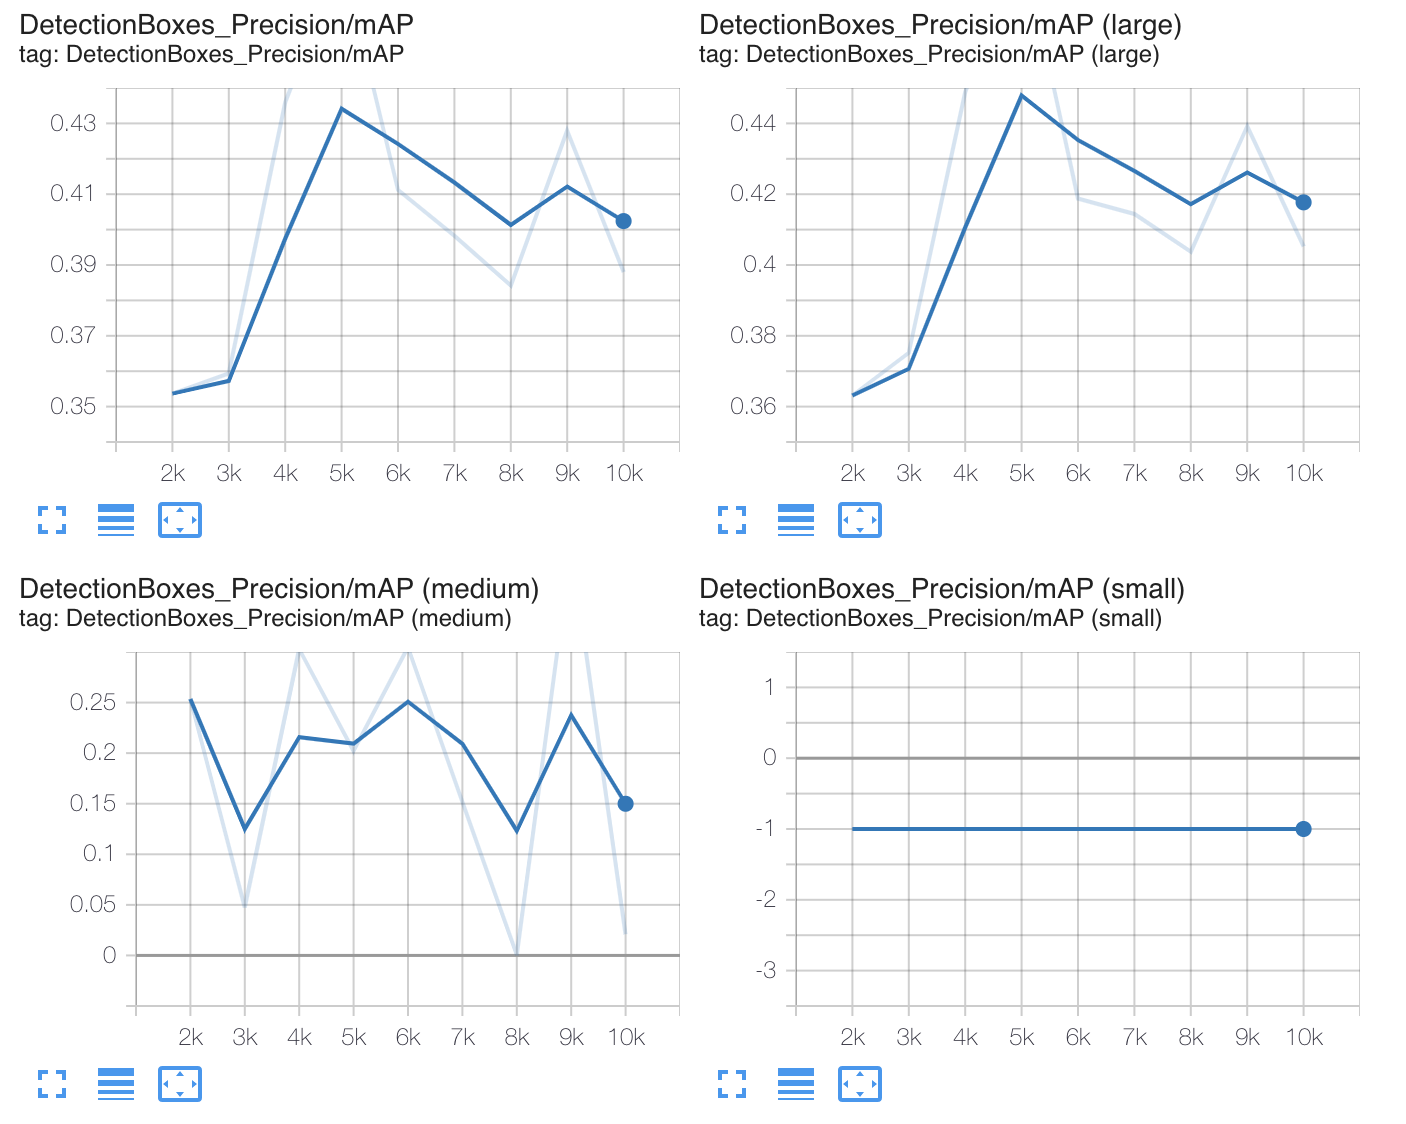 DetectionBoxes_Precision/mAP
tag: DetectionBoxes_Precision/mAP
0.43
0.41
0.39
0.37
0.35
2k 3k 4k 5k 6k 7k 8k 9k 10k
DetectionBoxes_Precision/mAP (large)
tag: DetectionBoxes_Precision/mAP (large)
0.44
0.42
0.4
0.38
0.36
2k 3k 4k 5k 6k 7k 8k 9k 10k
DetectionBoxes_Precision/mAP (medium)
tag: DetectionBoxes_Precision/mAP (medium)
0.25
0.2
0.15
0.1
0.05
0
2k 3k 4k 5k 6k 7k 8k 9k 10k
DetectionBoxes_Precision/mAP (small)
tag: DetectionBoxes_Precision/mAP (small)
1
0
-1
-2
-3
2k 3k 4k 5k 6k 7k 8k 9k 10k